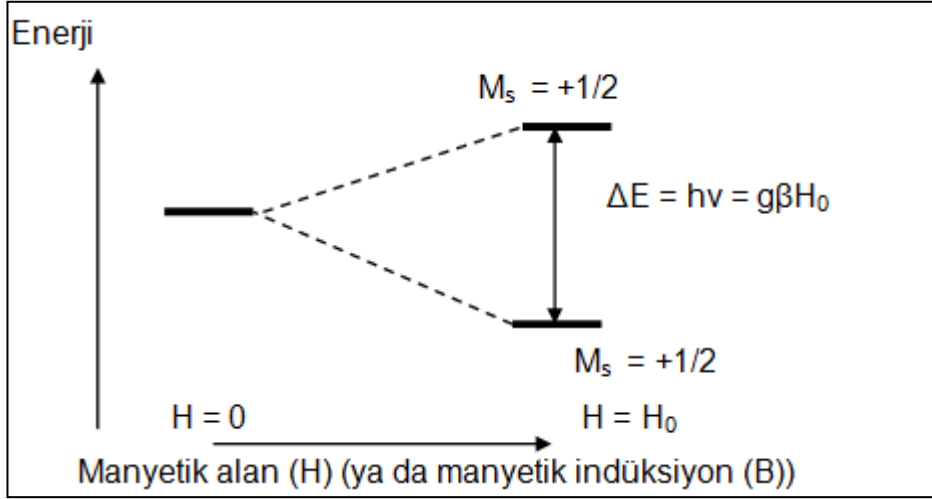 Enerji
Mₛ = +1/2
ΔE = hν = gβH₀
Mₛ = +1/2
H = 0
H = H₀
Manyetik alan (H) (ya da manyetik indüksiyon (B))